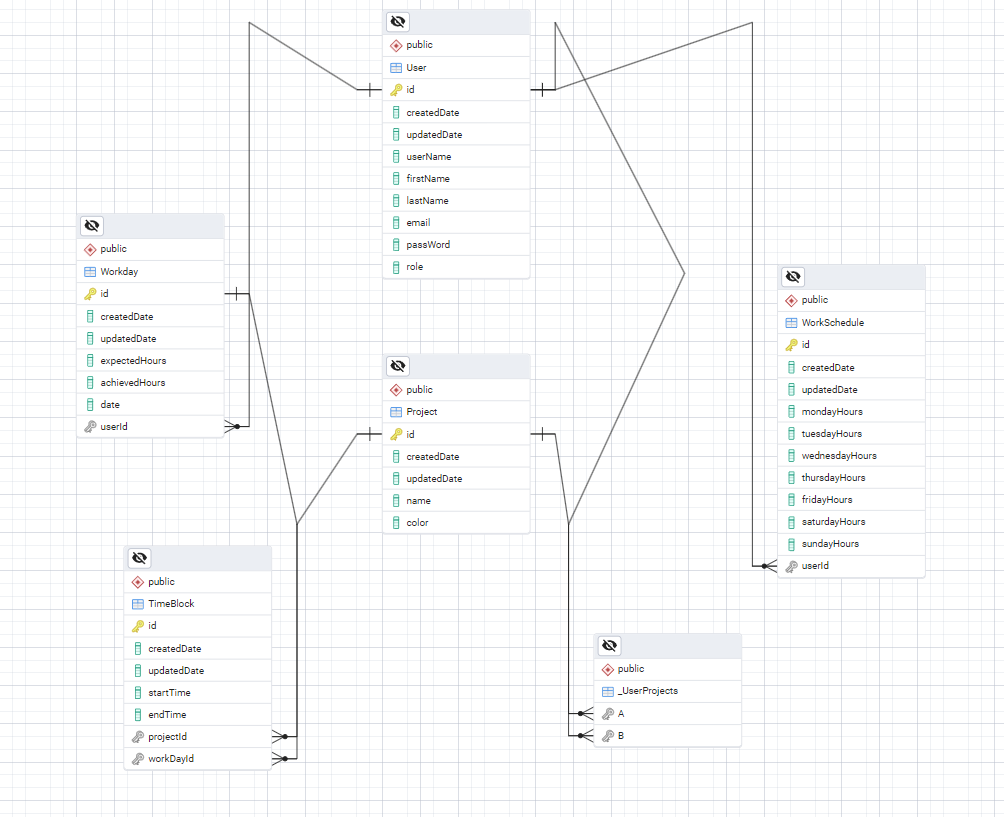 public
User
id
createdDate
updatedDate
userName
firstName
lastName
email
passWord
role
public
Workday
id
createdDate
updatedDate
expectedHours
achievedHours
date
userId
public
WorkSchedule
id
createdDate
updatedDate
mondayHours
tuesdayHours
wednesdayHours
thursdayHours
fridayHours
saturdayHours
sundayHours
userId
public
Project
id
createdDate
updatedDate
name
color
public
TimeBlock
id
createdDate
updatedDate
startTime
endTime
projectId
workDayId
public
_UserProjects
A
B